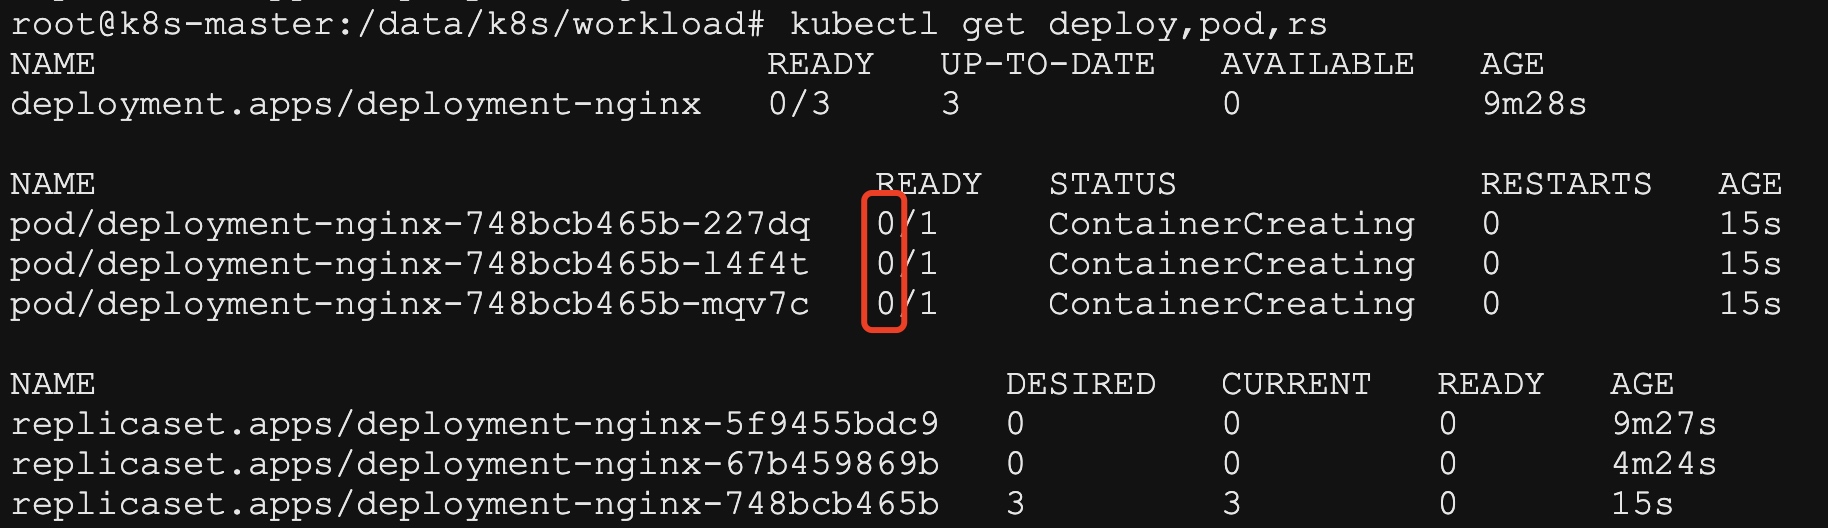 root@k8s-master:/data/k8s/workload# kubectl get deploy,pod,rs
NAME READY UP-TO-DATE AVAILABLE AGE
deployment.apps/deployment-nginx 0/3 3 0 9m28s
NAME READY STATUS RESTARTS AGE
pod/deployment-nginx-748bcb465b-227dq 0/1 ContainerCreating 0 15s
pod/deployment-nginx-748bcb465b-l4f4t 0/1 ContainerCreating 0 15s
pod/deployment-nginx-748bcb465b-mqv7c 0/1 ContainerCreating 0 15s
NAME DESIRED CURRENT READY AGE
replicaset.apps/deployment-nginx-5f9455bdc9 0 0 0 9m27s
replicaset.apps/deployment-nginx-67b459869b 0 0 0 4m24s
replicaset.apps/deployment-nginx-748bcb465b 3 3 0 15s